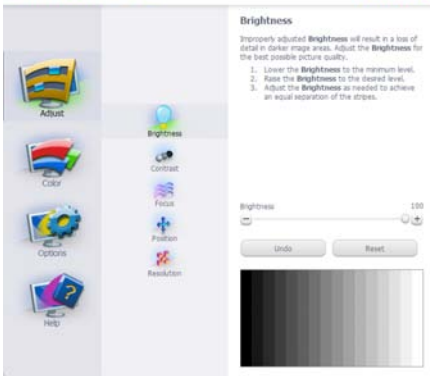 Adjust
Color
Options
Help
Brightness
Contrast
Focus
Position
Resolution
Brightness
Improperly adjusted Brightness will result in a loss of
detail in darker image areas. Adjust the Brightness for
the best possible picture quality.
1. Lower the Brightness to the minimum level.
2. Raise the Brightness to the desired level.
3. Adjust the Brightness as needed to achieve
an equal separation of the stripes.
Brightness 100
Undo Reset